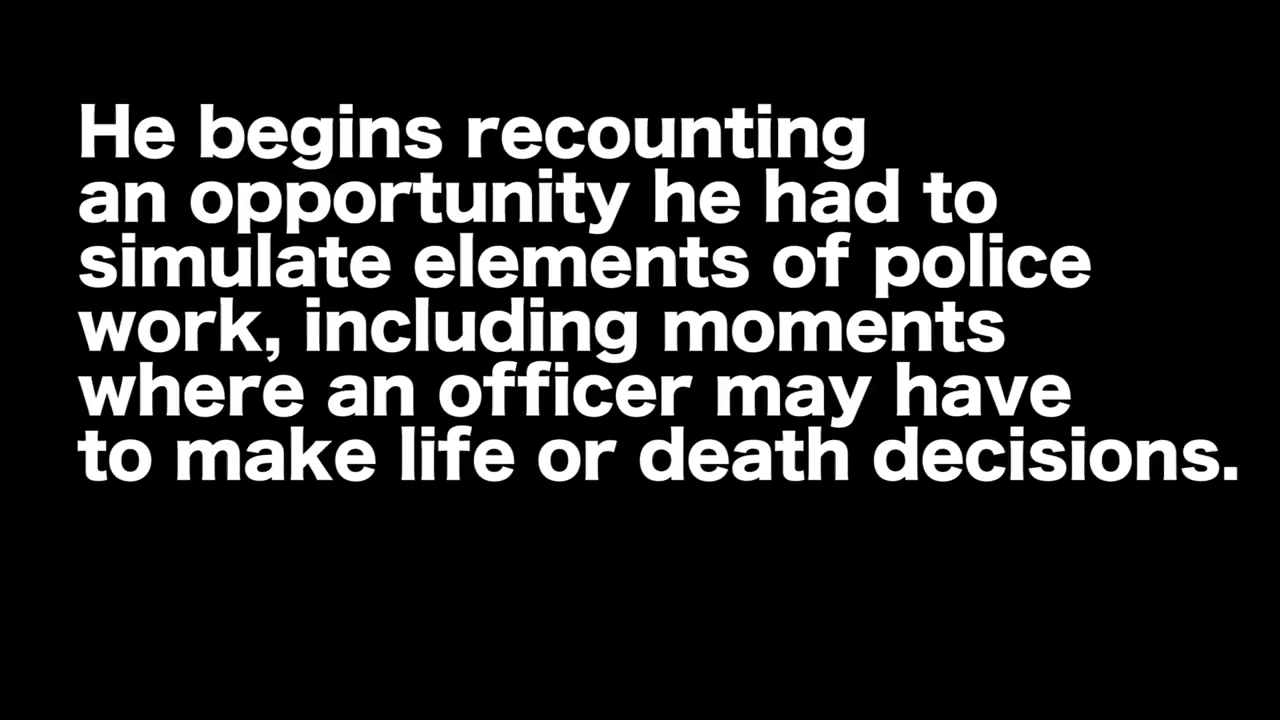 He begins recounting
an opportunity he had to
simulate elements of police
work, including moments
where an officer may have
to make life or death decisions.